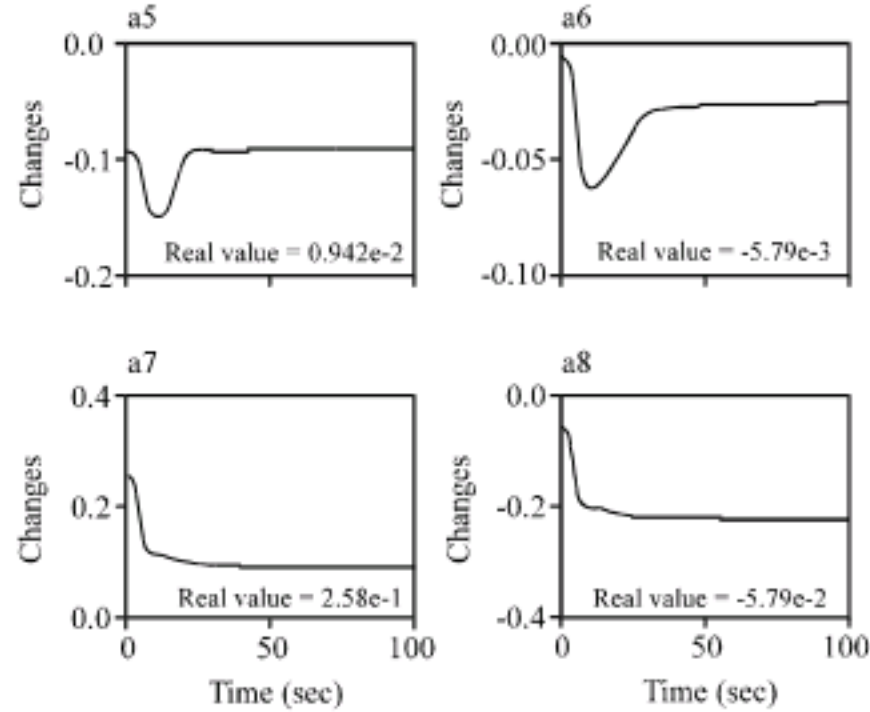 a5
0.0
Changes
-0.1
Real value = 0.942e-2
-0.2
a6
0.00
Changes
-0.05
Real value = -5.79e-3
-0.10
a7
0.4
Changes
0.2
Real value = 2.58e-1
0.0
0 50 100
Time (sec)
a8
0.0
Changes
-0.2
Real value = -5.79e-2
-0.4
0 50 100
Time (sec)